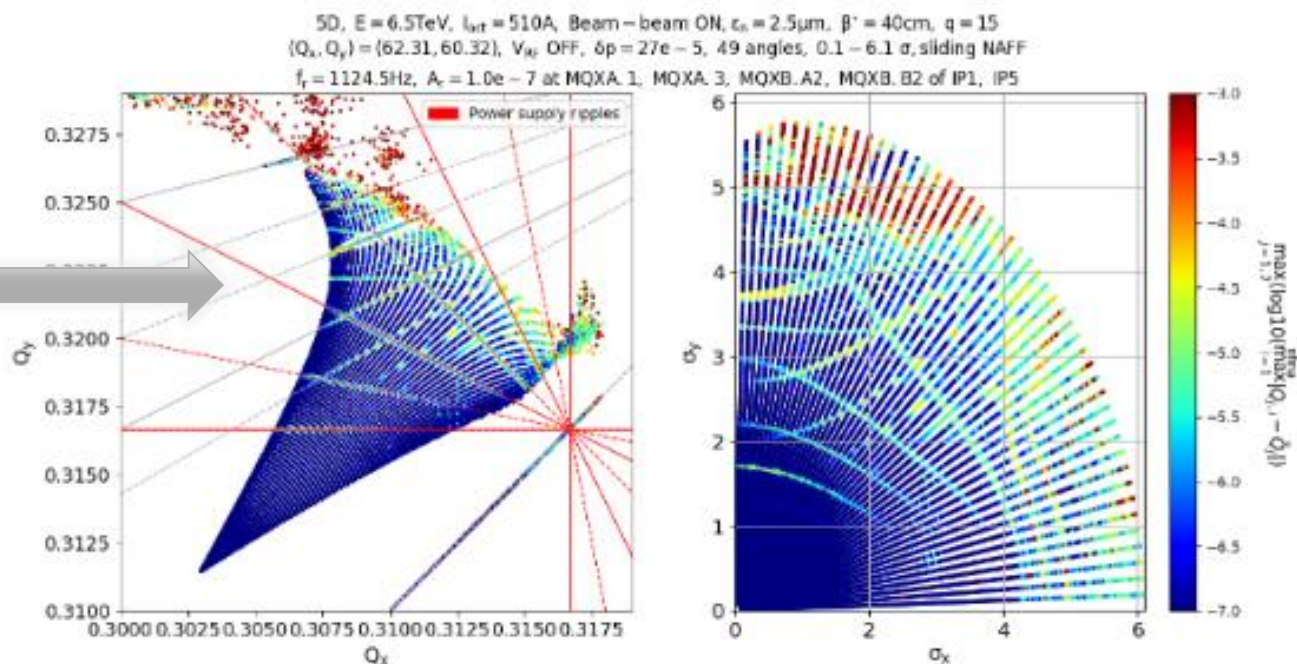 5D, E = 6.5TeV, I_oct = 510A, Beam−beam ON, ε_n = 2.5μm, β* = 40cm, q = 15
(Q_x, Q_y) = (62.31, 60.32), V_RF OFF, δp = 27e − 5, 49 angles, 0.1 − 6.1 σ, sliding NAFF
f_r = 1124.5Hz, A_r = 1.0e − 7 at MQXA. 1, MQXA. 3, MQXB. A2, MQXB. B2 of IP1, IP5
Power supply ripples
0.3275
0.3250
0.3200
0.3175
0.3150
0.3125
0.3100
Q_y
0.3000 0.3025 0.3050 0.3075 0.3100 0.3125 0.3150 0.3175
Q_x
6
5
4
3
2
1
0
σ_y
0 2 4 6
σ_x
−3.0
−3.5
−4.0
−4.5
−5.0
−5.5
−6.0
−6.5
−7.0